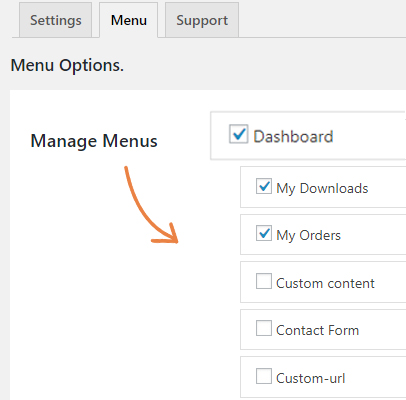 Settings Menu Support
Menu Options.
Manage Menus
Dashboard
My Downloads
My Orders
Custom content
Contact Form
Custom-url